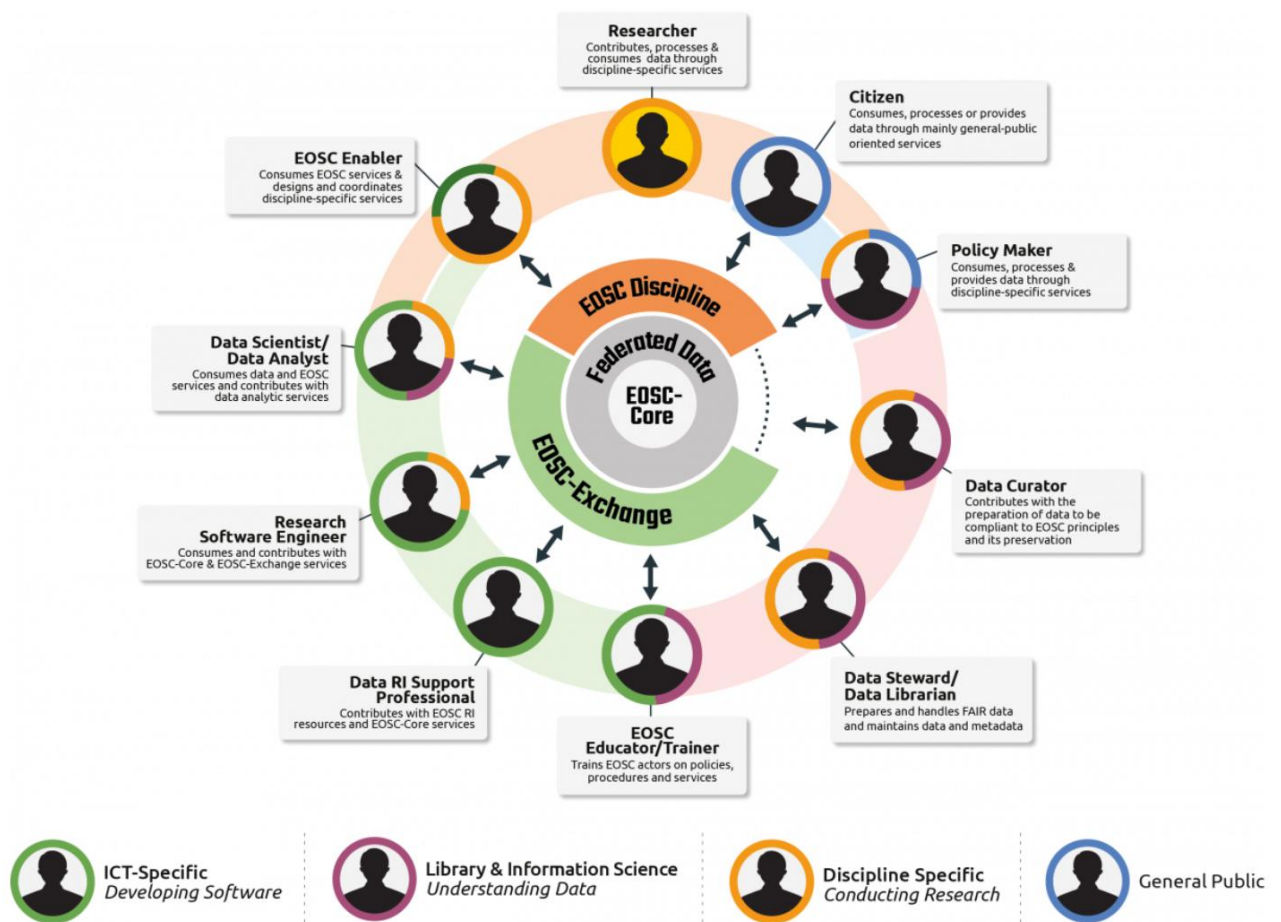 Researcher
Contributes, processes &
consumes data through
discipline-specific services
Citizen
Consumes, processes or provides
data through mainly general-public
oriented services
EOSC Enabler
Consumes EOSC services &
designs and coordinates
discipline-specific services
Policy Maker
Consumes, processes &
provides data through
discipline-specific services
EOSC Discipline
Federated Data
EOSC-
Core
EOSC-Exchange
Data Scientist/
Data Analyst
Consumes data and EOSC
services and contributes with
data analytic services
Data Curator
Contributes with the
preparation of data to be
compliant to EOSC principles
and its preservation
Research
Software Engineer
Consumes and contributes with
EOSC-Core & EOSC-Exchange services
Data RI Support
Professional
Contributes with EOSC RI
resources and EOSC-Core services
EOSC
Educator/Trainer
Trains EOSC actors on policies,
procedures and services
Data Steward/
Data Librarian
Prepares and handles FAIR data
and maintains data and metadata
ICT-Specific
Developing Software
Library & Information Science
Understanding Data
Discipline Specific
Conducting Research
General Public